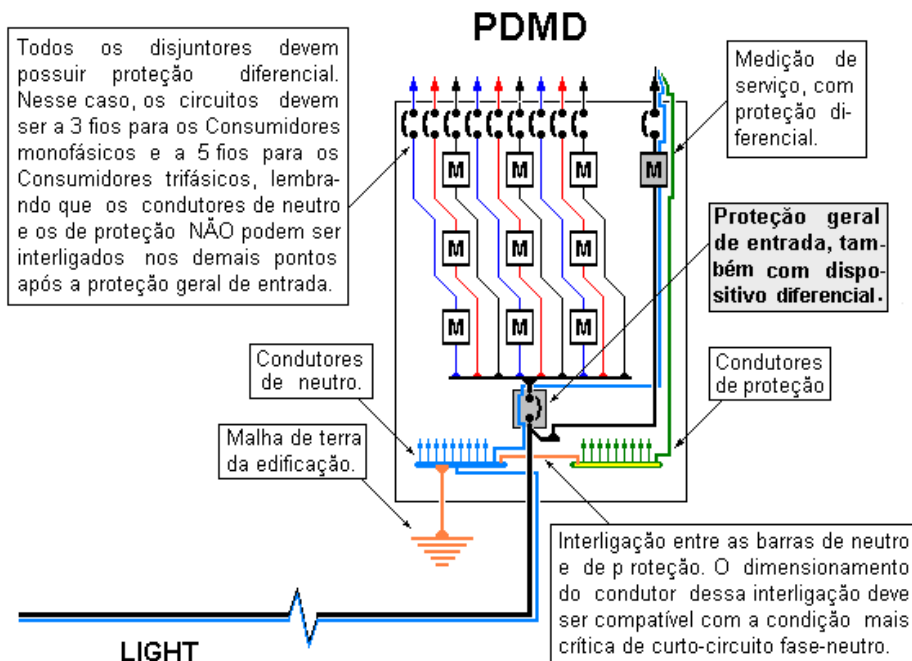 PDMD
Todos os disjuntores devem
possuir proteção diferencial.
Nesse caso, os circuitos devem
ser a 3 fios para os Consumidores
monofásicos e a 5 fios para os
Consumidores trifásicos, lembra-
ndo que os condutores de neutro
e os de proteção NÃO podem ser
interligados nos demais pontos
após a proteção geral de entrada.
Medição de
serviço, com
proteção di-
ferencial.
M
M
M
M
M
M
M
M
M
M
Proteção geral
de entrada, tam-
bém com dispo-
sitivo diferencial.
Condutores
de neutro.
Condutores
de proteção
Malha de terra
da edificação.
Interligação entre as barras de neutro
e de p roteção. O dimensionamento
do condutor dessa interligação deve
ser compatível com a condição mais
crítica de curto-circuito fase-neutro.
LIGHT